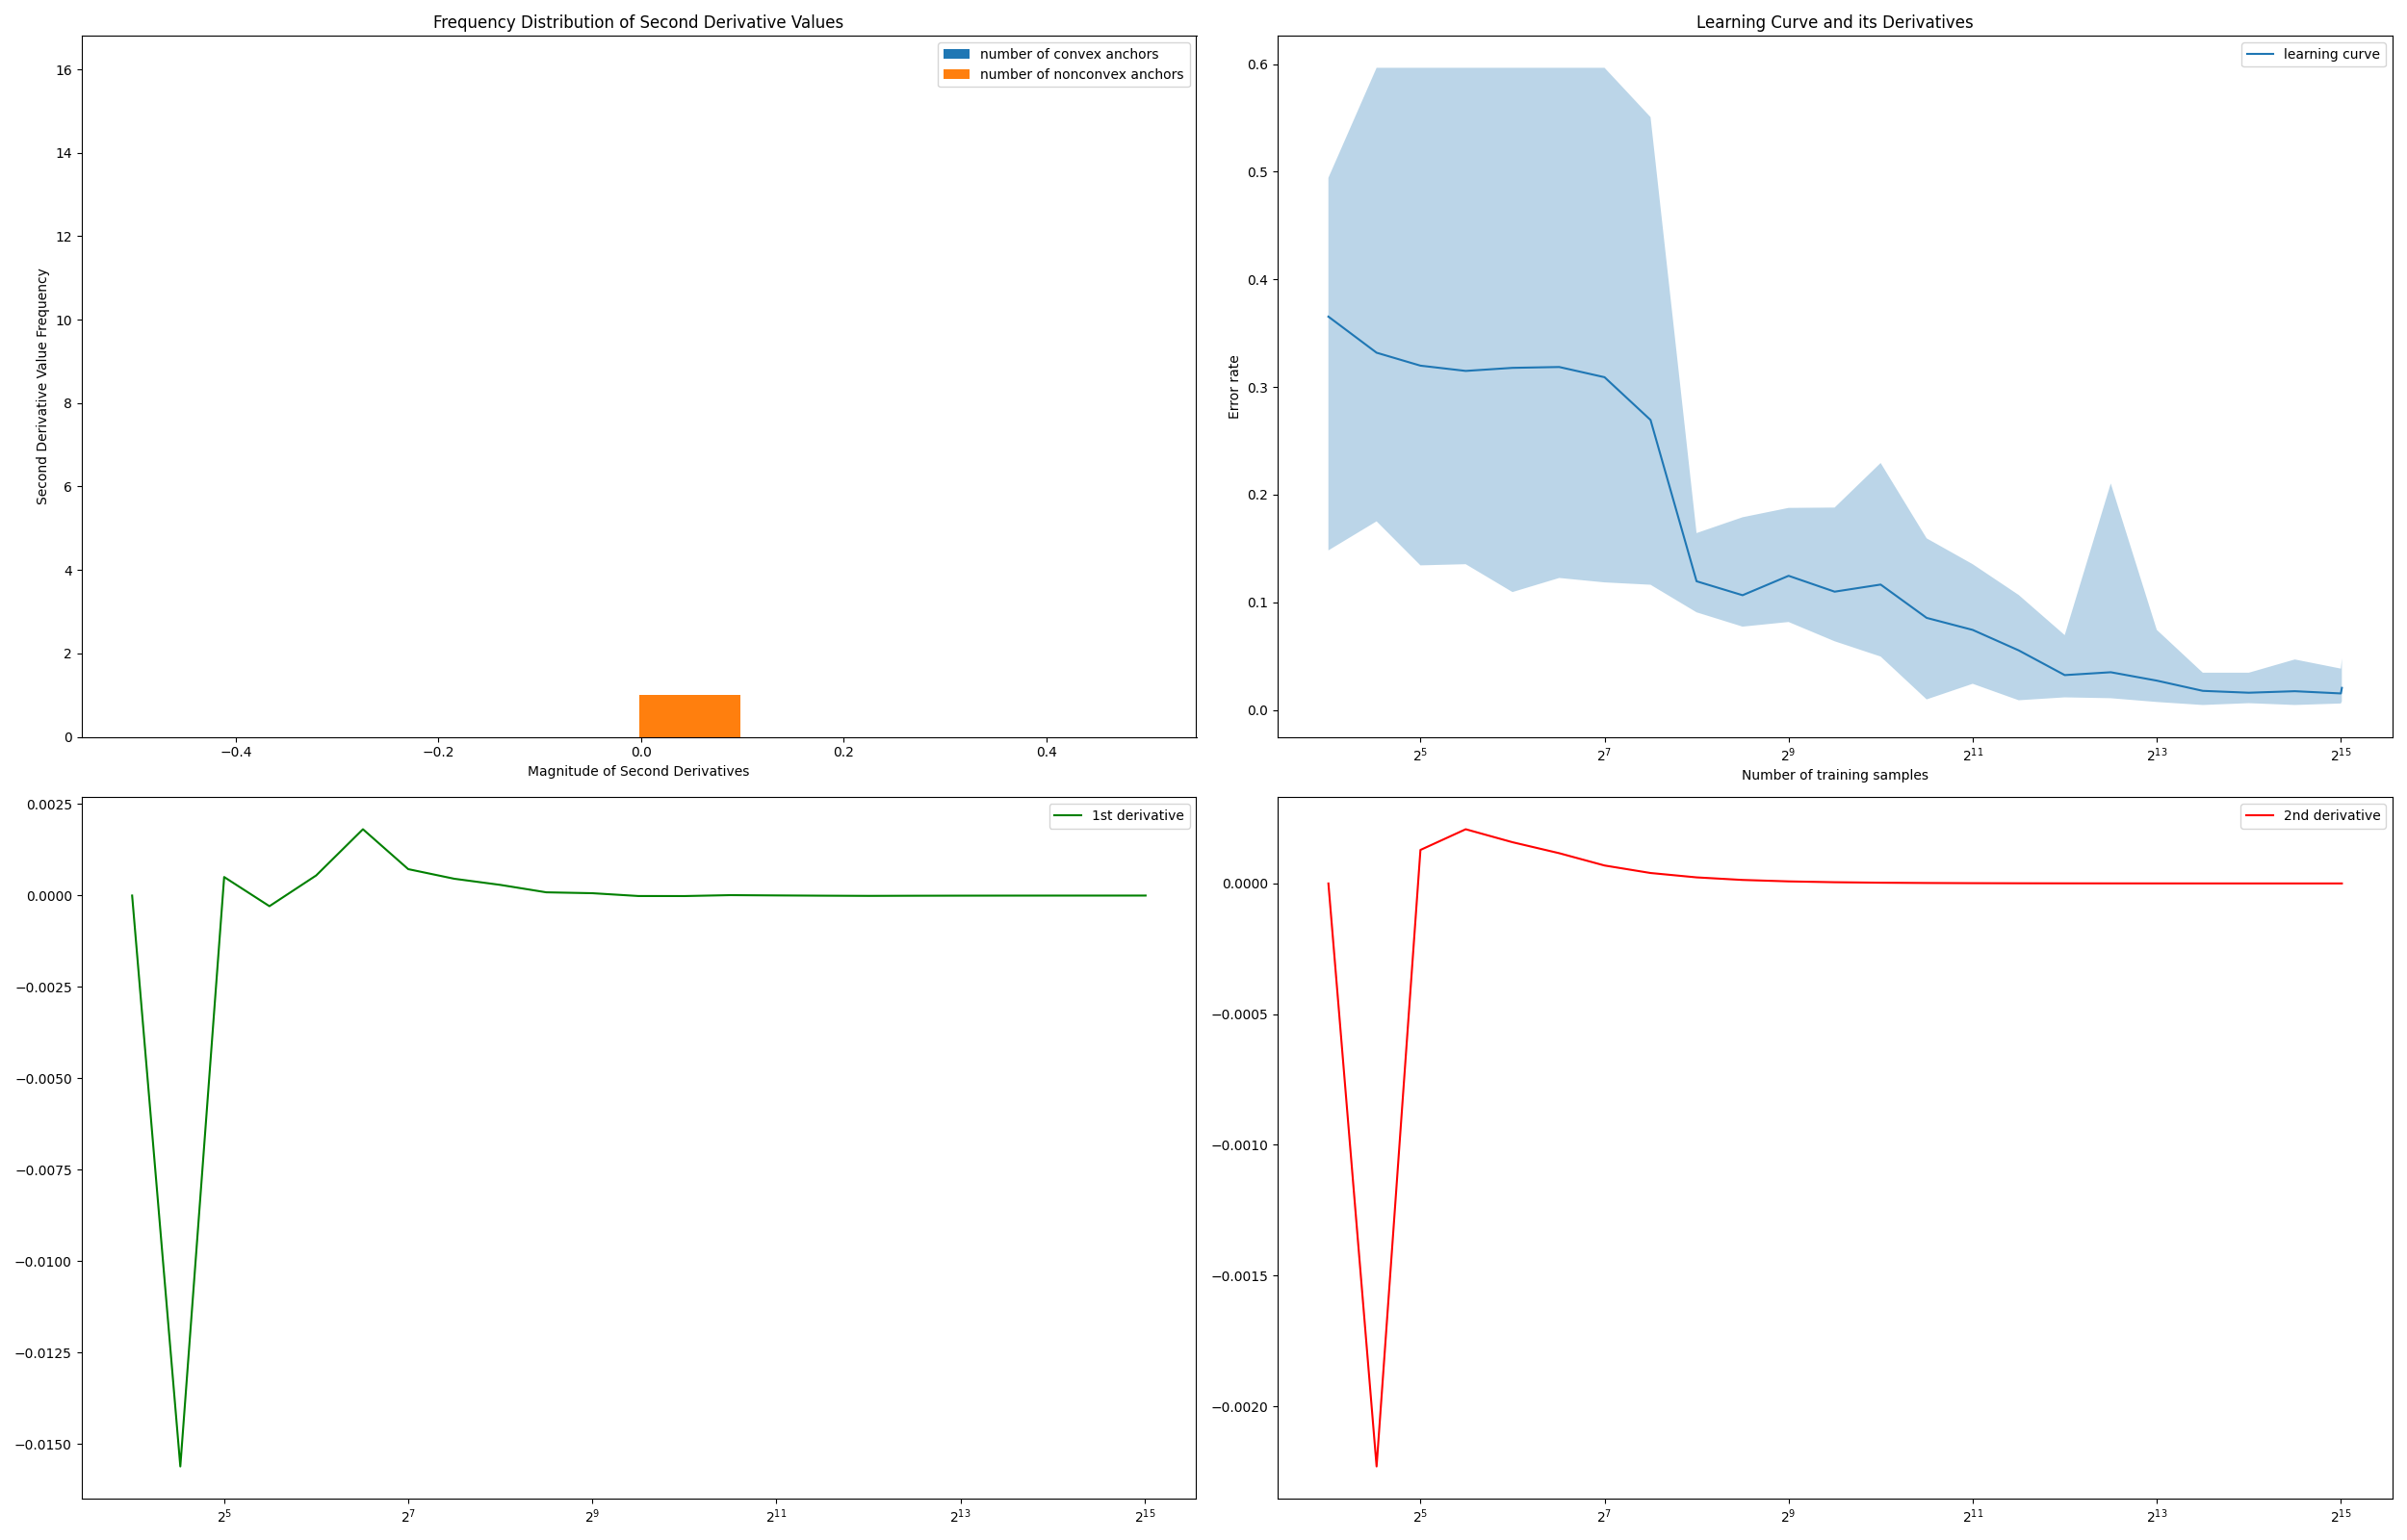 Frequency Distribution of Second Derivative Values
number of convex anchors
number of nonconvex anchors
Second Derivative Value Frequency
16
14
12
10
8
6
4
2
0
−0.4 −0.2 0.0 0.2 0.4
Magnitude of Second Derivatives
Learning Curve and its Derivatives
learning curve
Error rate
0.6
0.5
0.4
0.3
0.2
0.1
0.0
2^5 2^7 2^9 2^11 2^13 2^15
Number of training samples
1st derivative
0.0025
0.0000
−0.0025
−0.0050
−0.0075
−0.0100
−0.0125
−0.0150
2^5 2^7 2^9 2^11 2^13 2^15
2nd derivative
0.0000
−0.0005
−0.0010
−0.0015
−0.0020
2^5 2^7 2^9 2^11 2^13 2^15